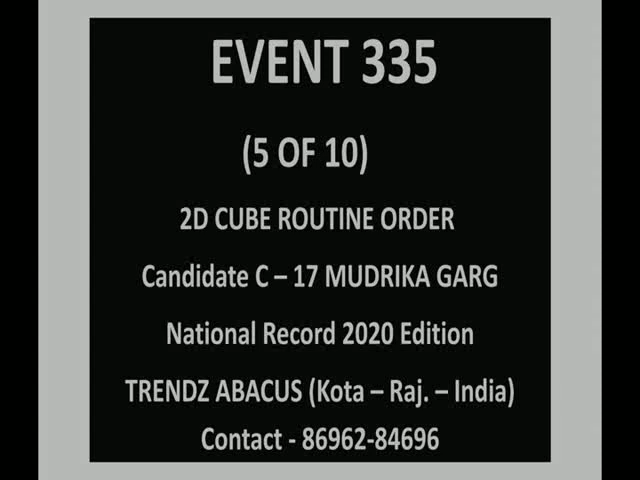 EVENT 335
(5 OF 10)
2D CUBE ROUTINE ORDER
Candidate C – 17 MUDRIKA GARG
National Record 2020 Edition
TRENDZ ABACUS (Kota – Raj. – India)
Contact - 86962-84696